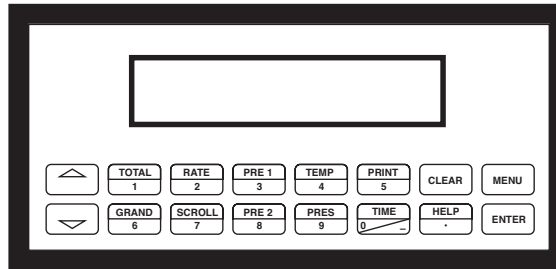 TOTAL RATE PRE 1 TEMP PRINT
1 2 3 4 5 CLEAR MENU
GRAND SCROLL PRE 2 PRES TIME HELP
6 7 8 9 0 – . ENTER